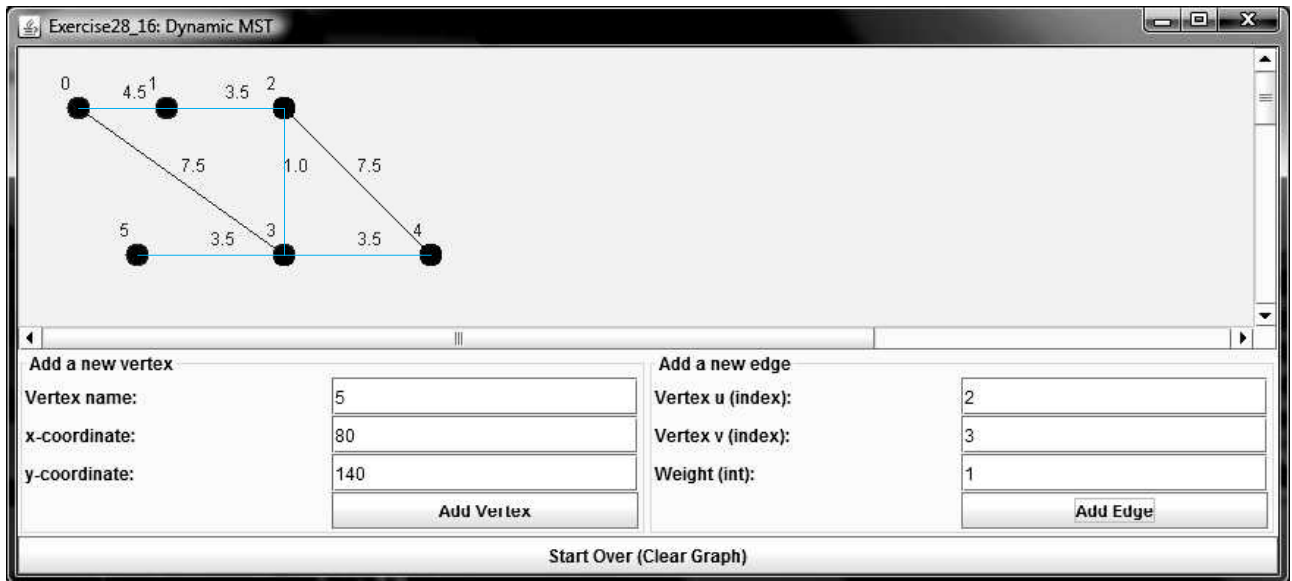 Exercise28_16: Dynamic MST
0 4.5 1 3.5 2
7.5 1.0 7.5
5 3.5 3 3.5 4
Add a new vertex
Vertex name: 5
x-coordinate: 80
y-coordinate: 140
Add Vertex
Add a new edge
Vertex u (index): 2
Vertex v (index): 3
Weight (int): 1
Add Edge
Start Over (Clear Graph)